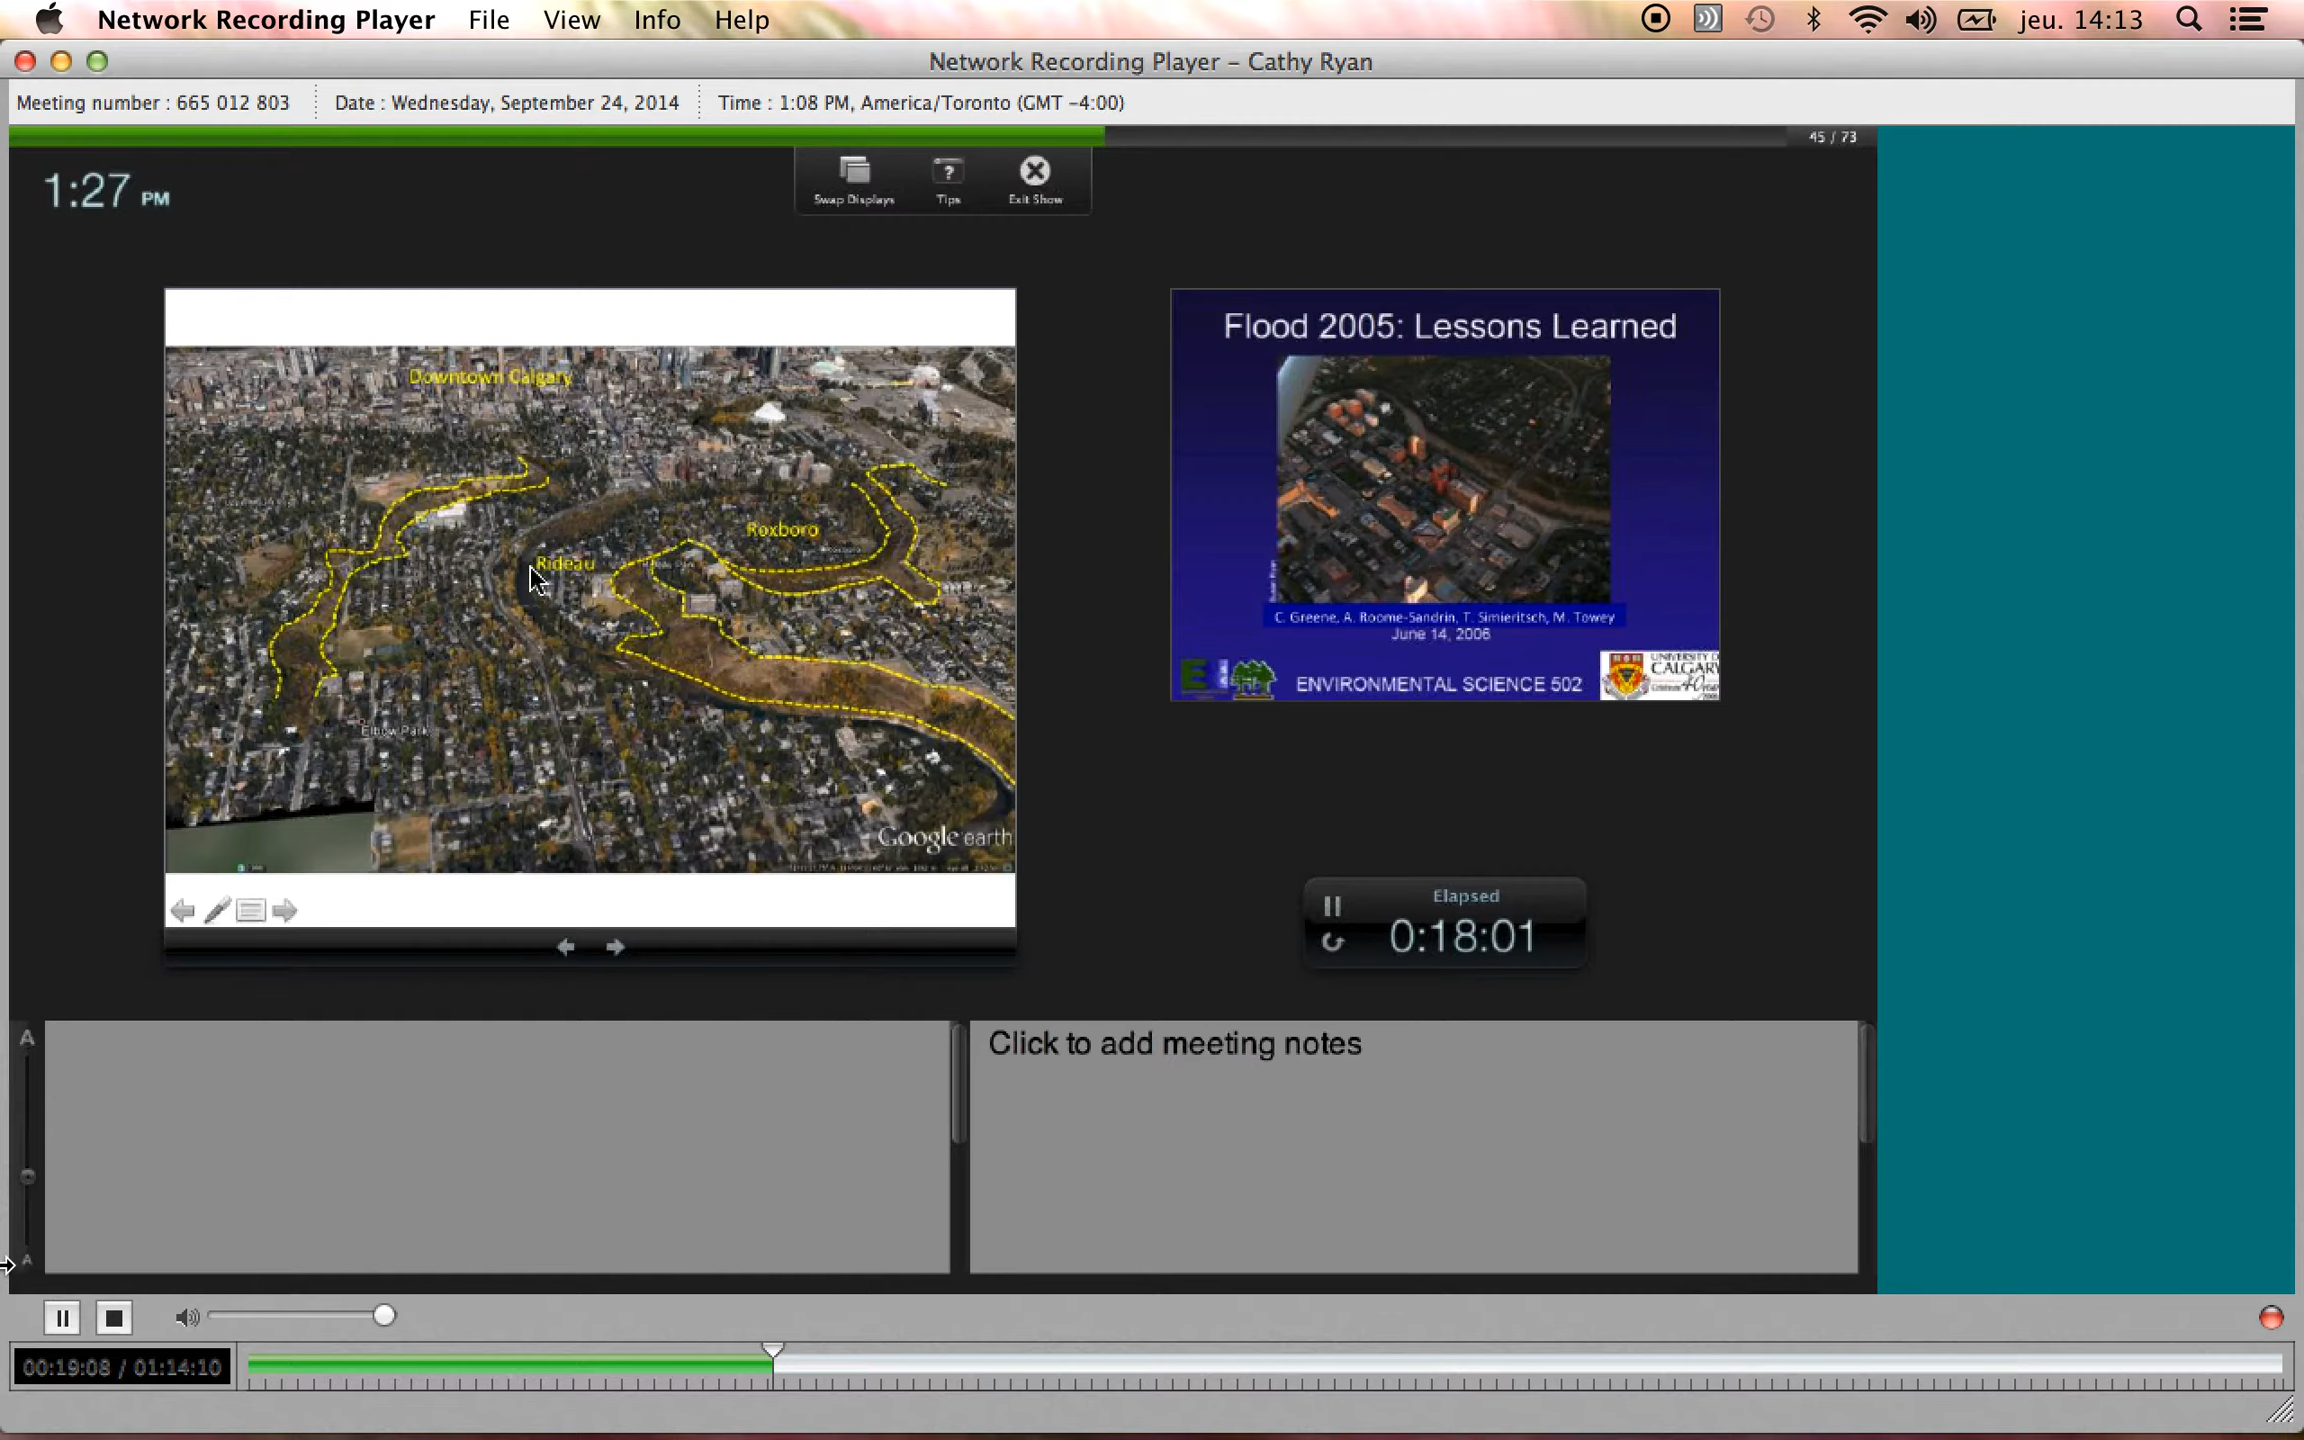 Network Recording Player File View Info Help jeu. 14:13
Network Recording Player – Cathy Ryan
Meeting number : 665 012 803 Date : Wednesday, September 24, 2014 Time : 1:08 PM, America/Toronto (GMT -4:00)
45 / 73
1:27 PM
Swap Displays ? Tips Exit Show
Flood 2005: Lessons Learned
Downtown Calgary
Roxboro
Rideau
C. Greene, A. Roome-Sandrin, T. Simieritsch, M. Towey
June 14, 2006
UNIVERSITY OF
CALGARY
ENVIRONMENTAL SCIENCE 502
Elbow Park
Google earth
Elapsed
0:18:01
A
Click to add meeting notes
A
00:19:08 / 01:14:10